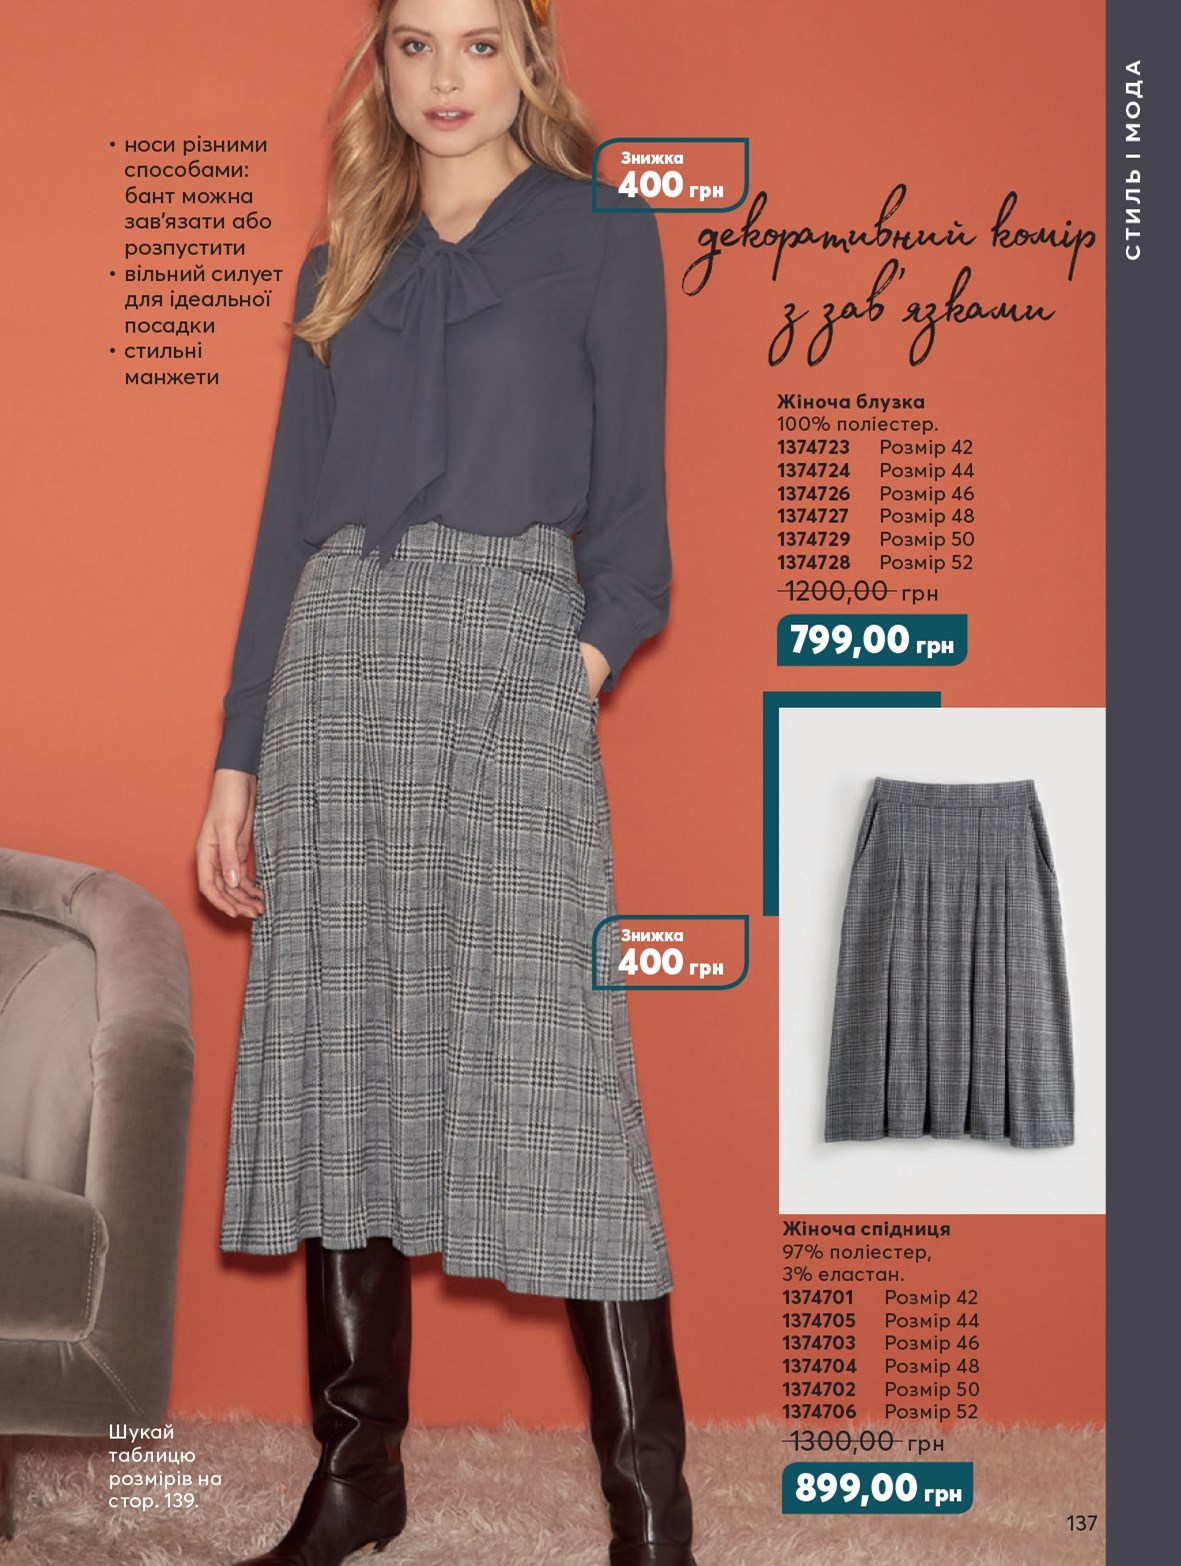 СТИЛЬ І МОДА
• носи різними
способами:
бант можна
зав'язати або
розпустити
• вільний силует
для ідеальної
посадки
• стильні
манжети
Знижка
400 грн
декоративний комір
з зав'язками
Жіноча блузка
100% поліестер.
1374723 Розмір 42
1374724 Розмір 44
1374726 Розмір 46
1374727 Розмір 48
1374729 Розмір 50
1374728 Розмір 52
1200,00 грн
799,00 грн
Знижка
400 грн
Жіноча спідниця
97% поліестер,
3% еластан.
1374701 Розмір 42
1374705 Розмір 44
1374703 Розмір 46
1374704 Розмір 48
1374702 Розмір 50
1374706 Розмір 52
1300,00 грн
899,00 грн
Шукай
таблицю
розмірів на
стор. 139.
137